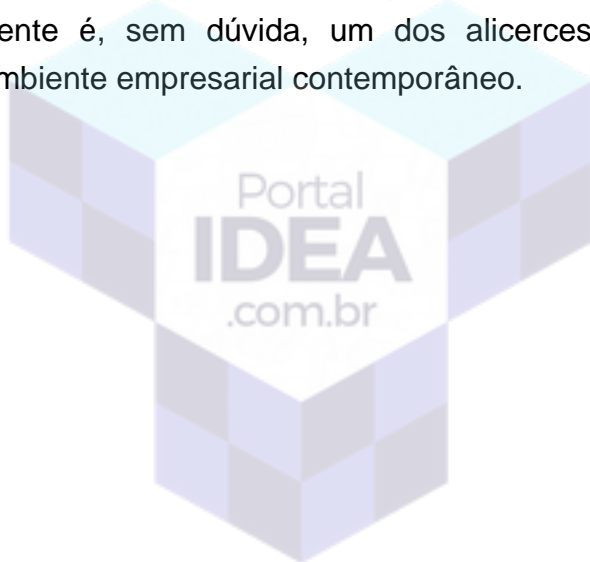 ente é, sem dúvida, um dos alicerces
mbiente empresarial contemporâneo.
Portal
IDEA
.com.br